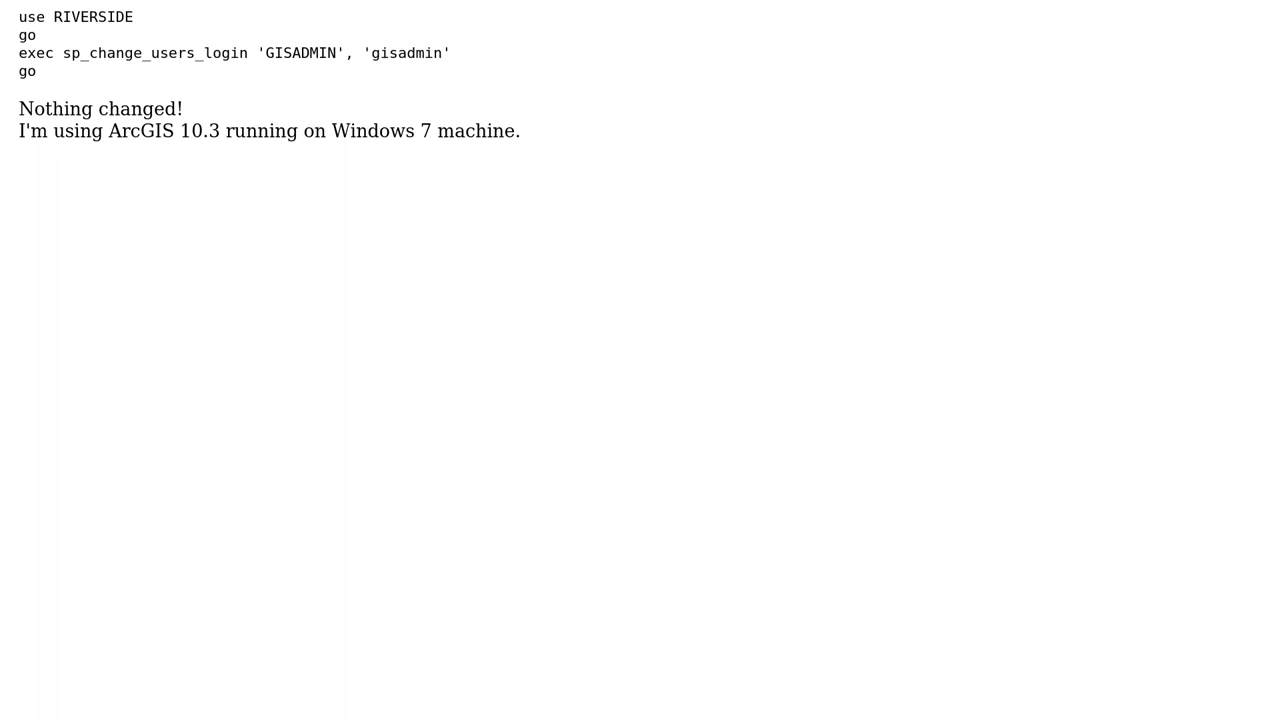 use RIVERSIDE
go
exec sp_change_users_login 'GISADMIN', 'gisadmin'
go
Nothing changed!
I'm using ArcGIS 10.3 running on Windows 7 machine.